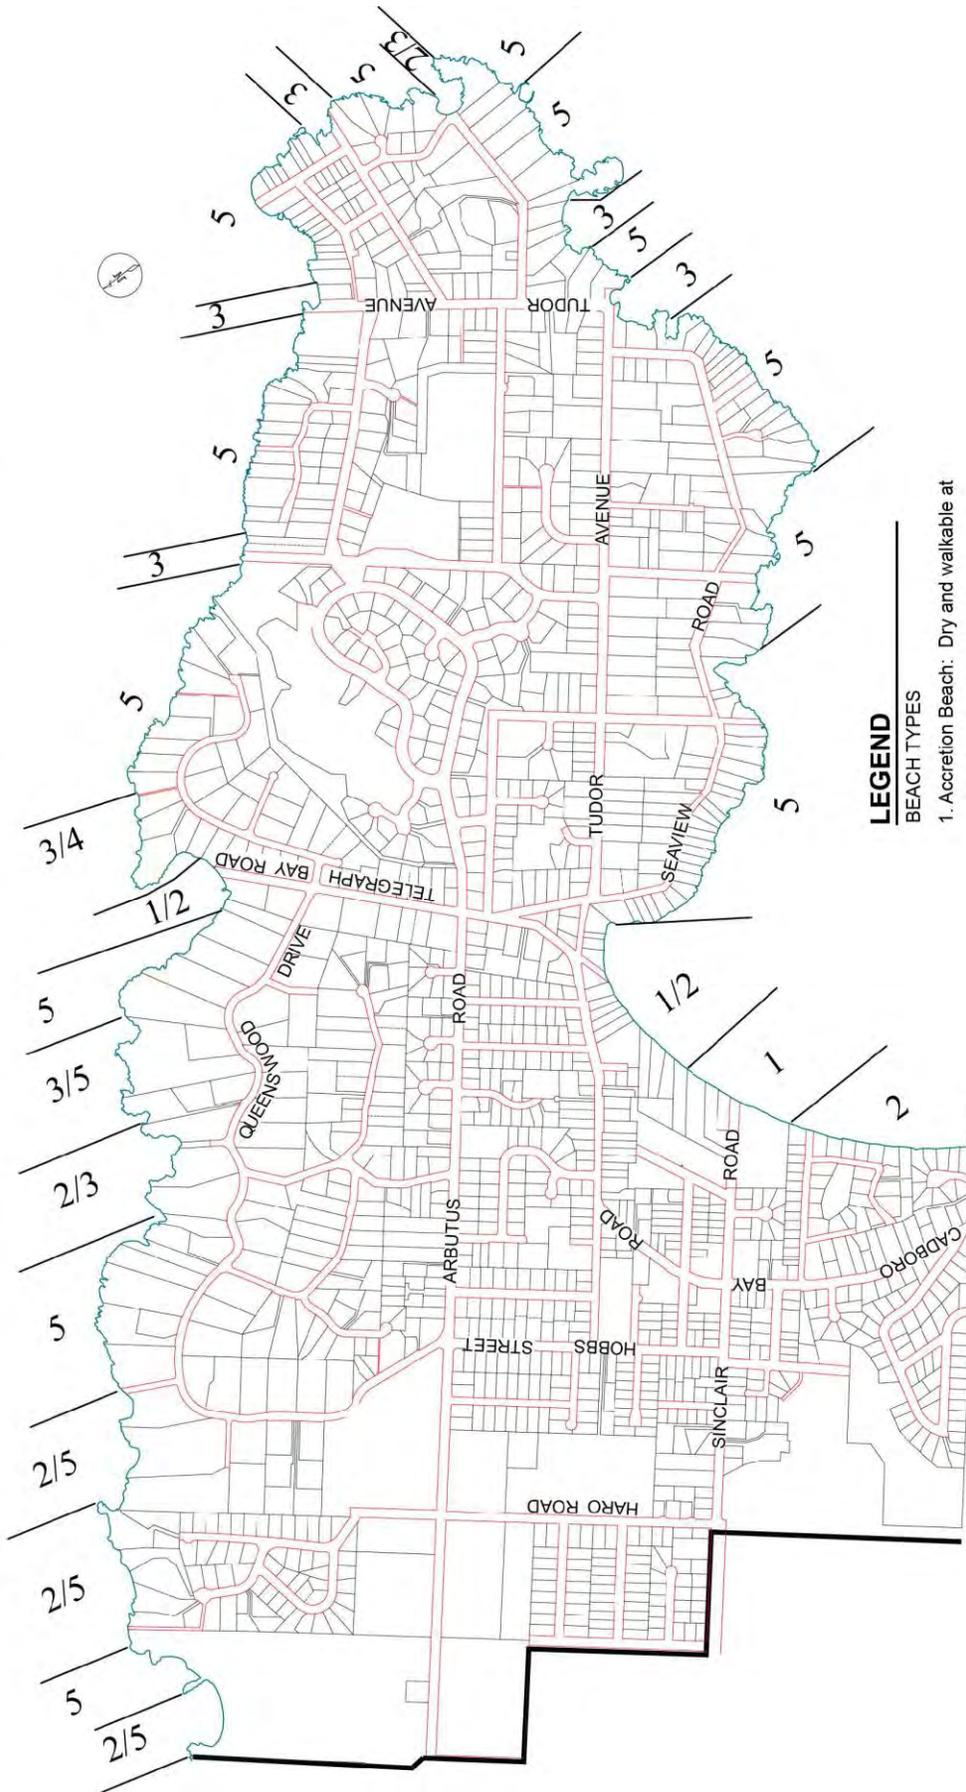 5
2/3
5
3
5
5
3
5
3
5
3
AVENUE
TUDOR
5
5
3
AVENUE
5
5
ROAD
3/4
1/2
BAY ROAD
TELEGRAPH
TUDOR
SEAVIEW
5
5
DRIVE
ROAD
1/2
3/5
QUEENSWOOD
1
2
2/3
ROAD
ARBUTUS
ROAD
BAY
CADBORO
5
STREET
HOBBS
SINCLAIR
2/5
HARO ROAD
2/5
5
2/5
LEGEND
BEACH TYPES
1. Accretion Beach: Dry and walkable at